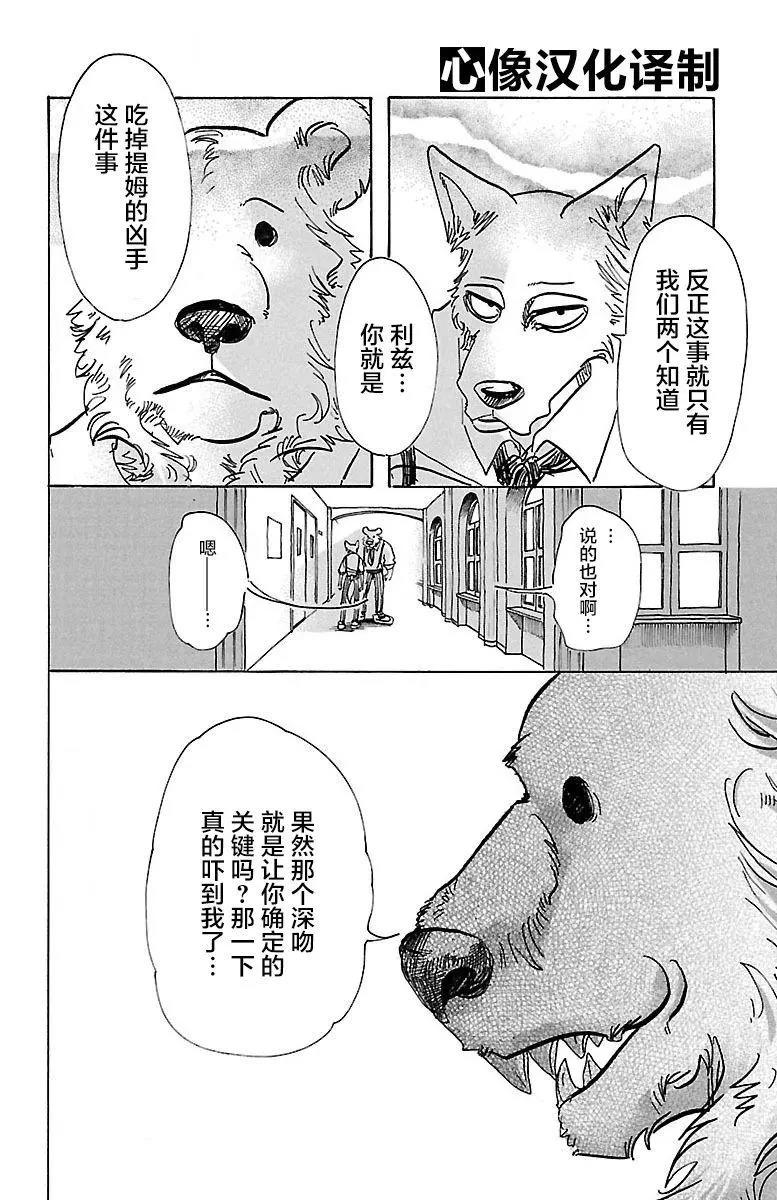 心像汉化译制
反正这事就只有
我们两个知道
利兹…
你就是
吃掉提姆的凶手
这件事
…
说的也对啊…
嗯——…
果然那个深吻
就是让你确定的
关键吗？那一下
真的吓到我了…